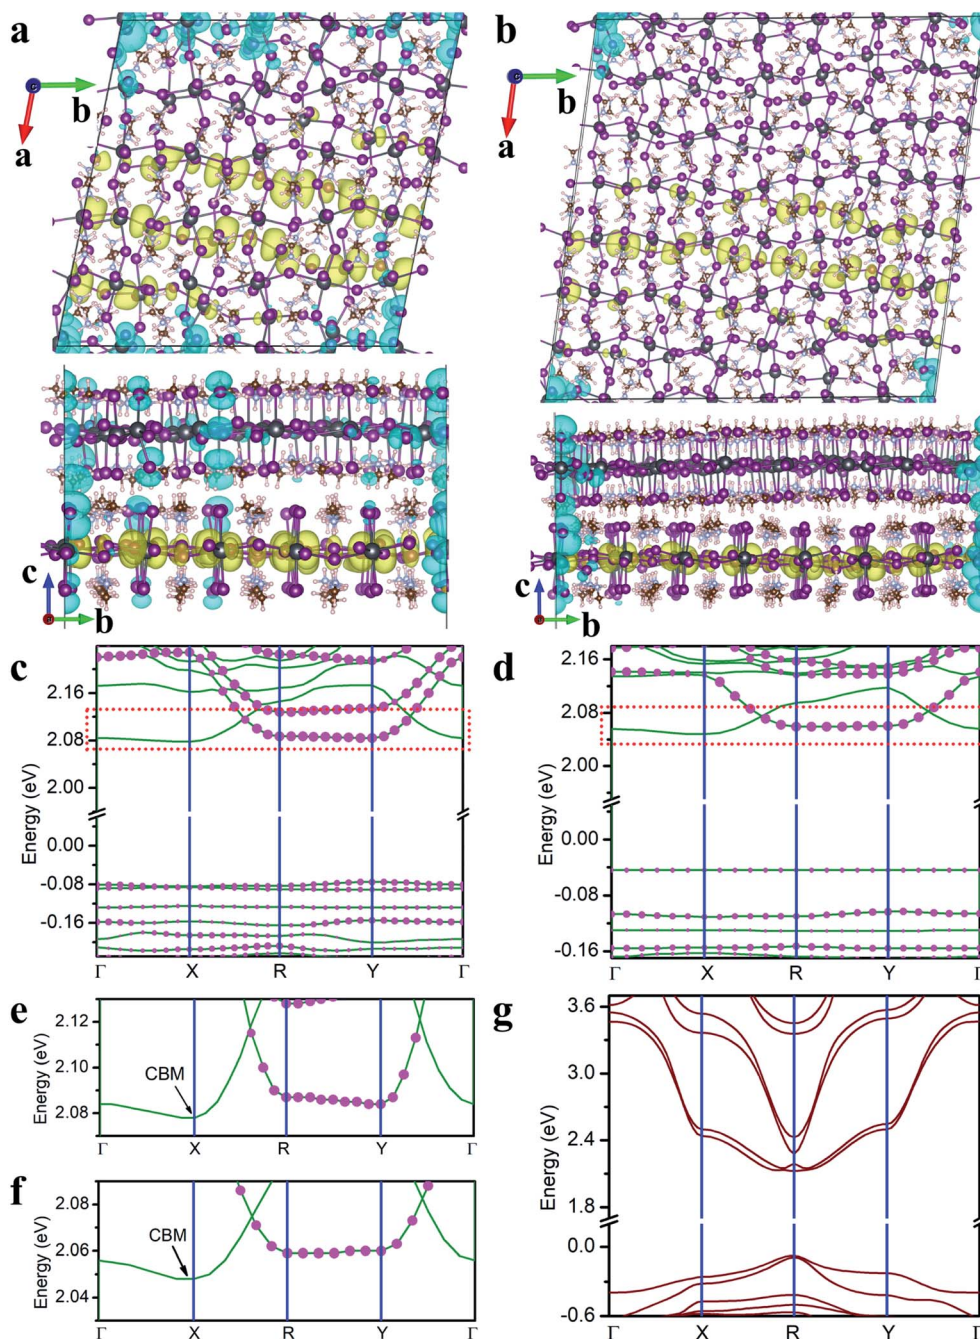 a
b
b
b
a
a
c
b
c
b
c
d
2.16
2.08
2.00
0.00
-0.08
-0.16
Energy (eV)
Γ X R Y Γ
2.16
2.08
2.00
0.00
-0.08
-0.16
Energy (eV)
Γ X R Y Γ
e
2.13
2.10
2.08
Energy (eV)
CBM
Γ X R Y Γ
f
2.08
2.06
2.04
Energy (eV)
CBM
Γ X R Y Γ
g
3.6
3.0
2.4
1.8
0.0
-0.6
Energy (eV)
Γ X R Y Γ